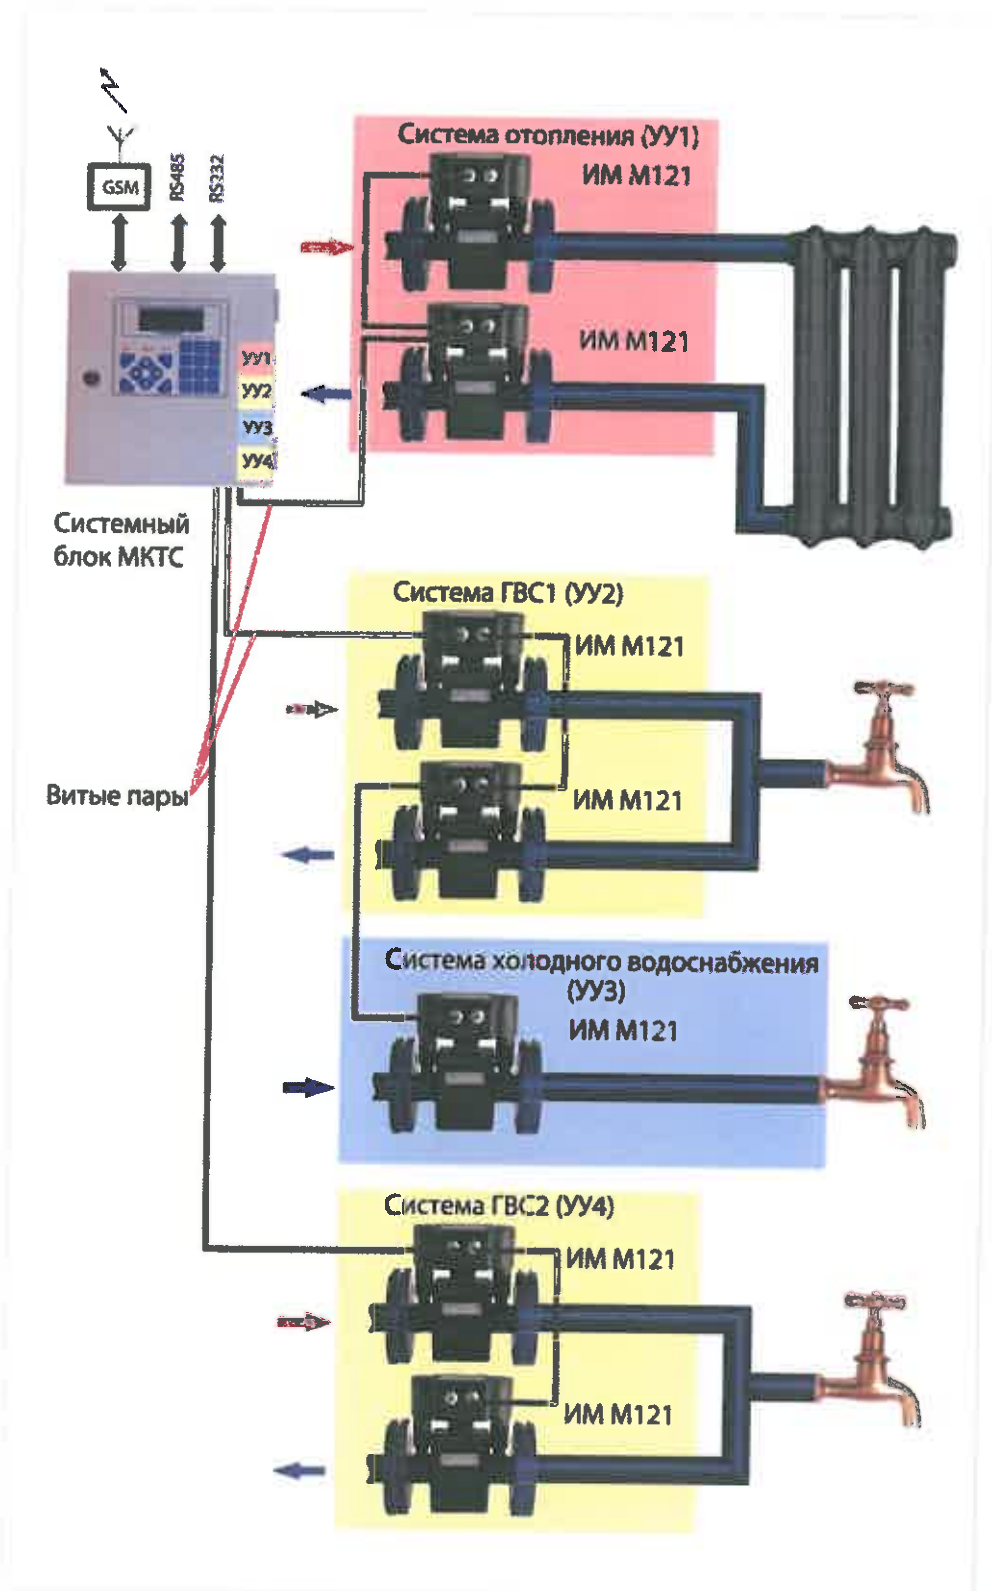 GSM
RS485
RS232
Система отопления (УУ1)
ИМ М121
ИМ М121
УУ1
УУ2
УУ3
УУ4
Системный
блок МКТС
Витые пары
Система ГВС1 (УУ2)
ИМ М121
ИМ М121
Система холодного водоснабжения
(УУ3)
ИМ М121
Система ГВС2 (УУ4)
ИМ М121
ИМ М121